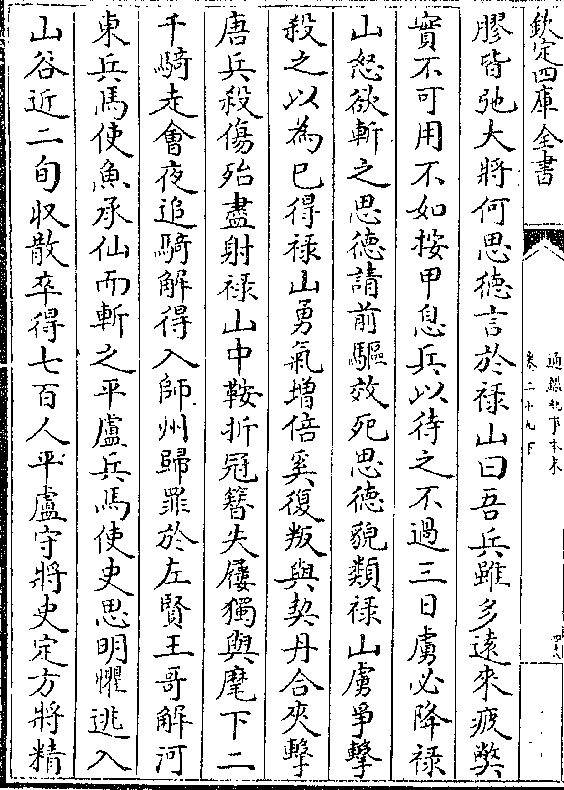 欽定四庫全書
通鑑紀事本末
卷二十九下
膠皆弛大將何思德言於祿山曰吾兵雖多遠來疲弊
實不可用不如按甲息兵以待之不過三日虜必降祿
山怒欲斬之思德請前驅效死思德貌類祿山虜爭擊
殺之以為已得祿山勇氣增倍奚復叛與契丹合夾擊
唐兵殺傷殆盡射祿山中鞍折冠簪失屨獨與麾下二
千騎走會夜追騎解得入師州歸罪於左賢王哥解河
東兵馬使魚承仙而斬之平盧兵馬使史思明懼逃入
山谷近二旬收散卒得七百人平盧守將史定方將精